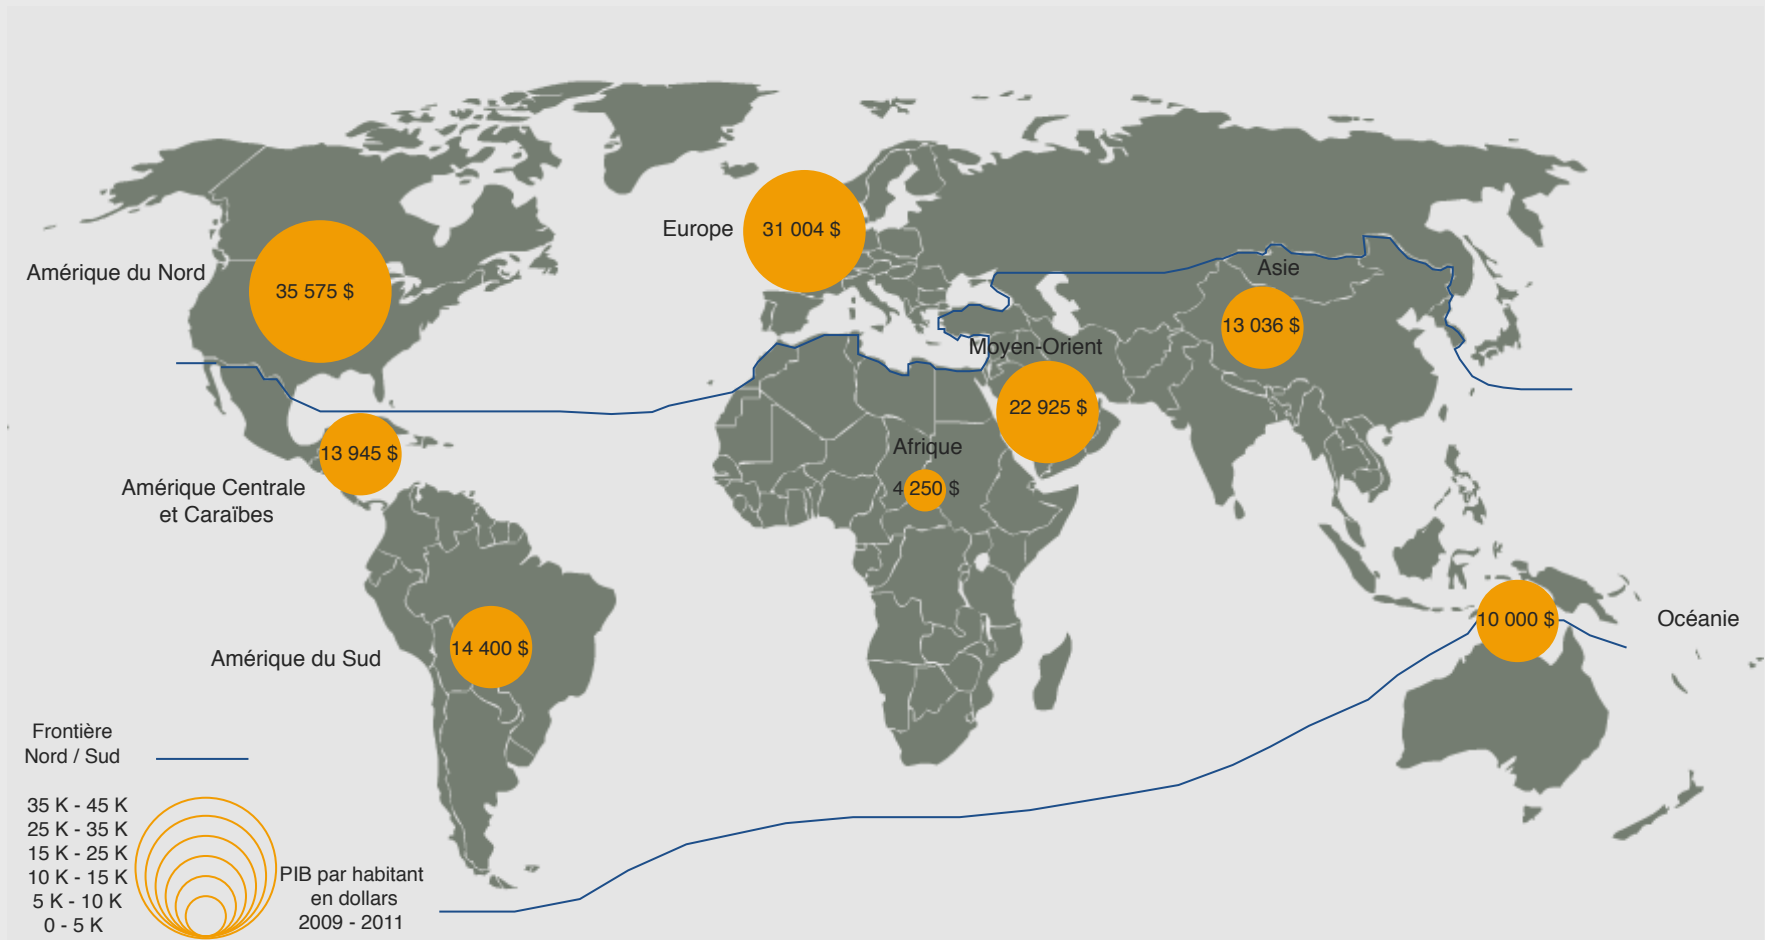 Europe
31 004 $
Amérique du Nord
35 575 $
Asie
13 036 $
Moyen-Orient
22 925 $
Afrique
4 250 $
13 945 $
Amérique Centrale
et Caraïbes
10 000 $
Océanie
14 400 $
Amérique du Sud
Frontière
Nord / Sud
35 K - 45 K
25 K - 35 K
15 K - 25 K
10 K - 15 K
5 K - 10 K
0 - 5 K
PIB par habitant
en dollars
2009 - 2011